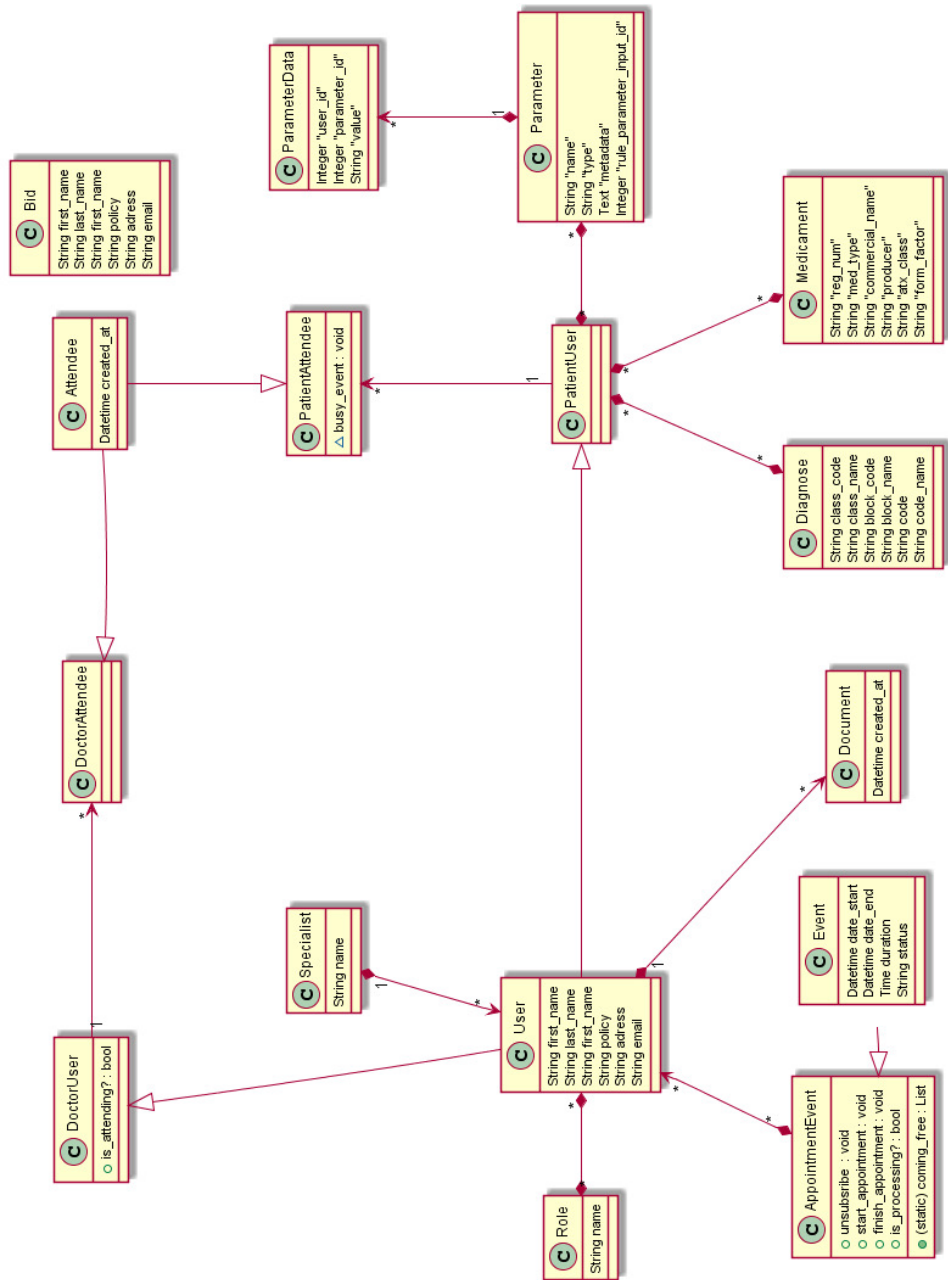 DoctorUser
is_attending? : bool
1
*
DoctorAttendee
Attendee
Datetime created_at
Bid
String first_name
String last_name
String first_name
String policy
String adress
String email
Specialist
String name
1
*
PatientAttendee
busy_event : void
*
1
ParameterData
Integer "user_id"
Integer "parameter_id"
String "value"
*
1
Role
String name
*
User
String first_name
String last_name
String first_name
String policy
String adress
String email
*
1
PatientUser
*
*
*
Parameter
String "name"
String "type"
Text "metadata"
Integer "rule_parameter_input_id"
*
AppointmentEvent
unsubsribe : void
start_appointment : void
finish_appointment : void
is_processing? : bool
(static) coming_free : List
Event
Datetime date_start
Datetime date_end
Time duration
String status
*
Document
Datetime created_at
*
Diagnose
String class_code
String class_name
String block_code
String block_name
String code
String code_name
*
Medicament
String "reg_num"
String "med_type"
String "commercial_name"
String "producer"
String "atx_class"
String "form_factor"